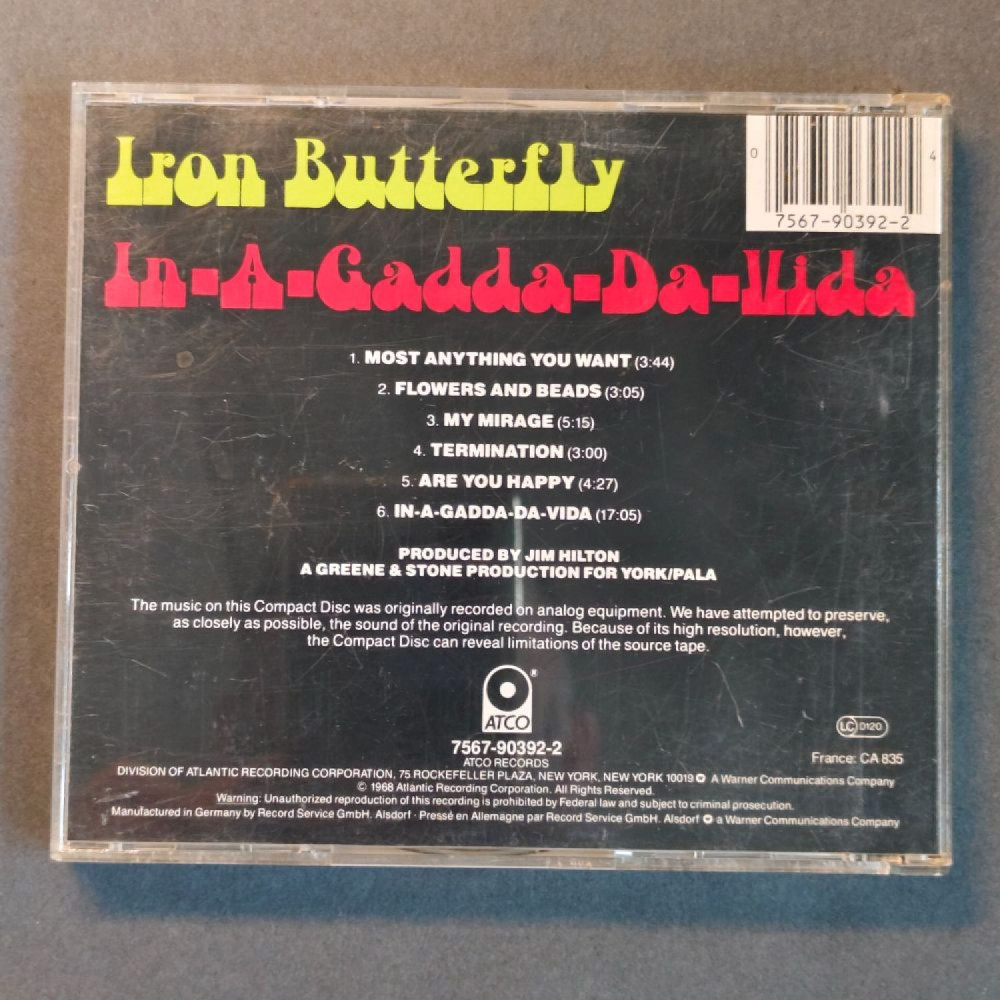 Iron Butterfly
0 4
7567-90392-2
In-A-Gadda-Da-Vida
1. MOST ANYTHING YOU WANT (3:44)
2. FLOWERS AND BEADS (3:05)
3. MY MIRAGE (5:15)
4. TERMINATION (3:00)
5. ARE YOU HAPPY (4:27)
6. IN-A-GADDA-DA-VIDA (17:05)
PRODUCED BY JIM HILTON
A GREENE & STONE PRODUCTION FOR YORK/PALA
The music on this Compact Disc was originally recorded on analog equipment. We have attempted to preserve,
as closely as possible, the sound of the original recording. Because of its high resolution, however,
the Compact Disc can reveal limitations of the source tape.
®
ATCO
LC 0120
7567-90392-2
ATCO RECORDS
France: CA 835
DIVISION OF ATLANTIC RECORDING CORPORATION, 75 ROCKEFELLER PLAZA, NEW YORK, NEW YORK 10019 A Warner Communications Company
© 1968 Atlantic Recording Corporation. All Rights Reserved.
Warning: Unauthorized reproduction of this recording is prohibited by Federal law and subject to criminal prosecution.
Manufactured in Germany by Record Service GmbH. Alsdorf · Pressé en Allemagne par Record Service GmbH. Alsdorf a Warner Communications Company